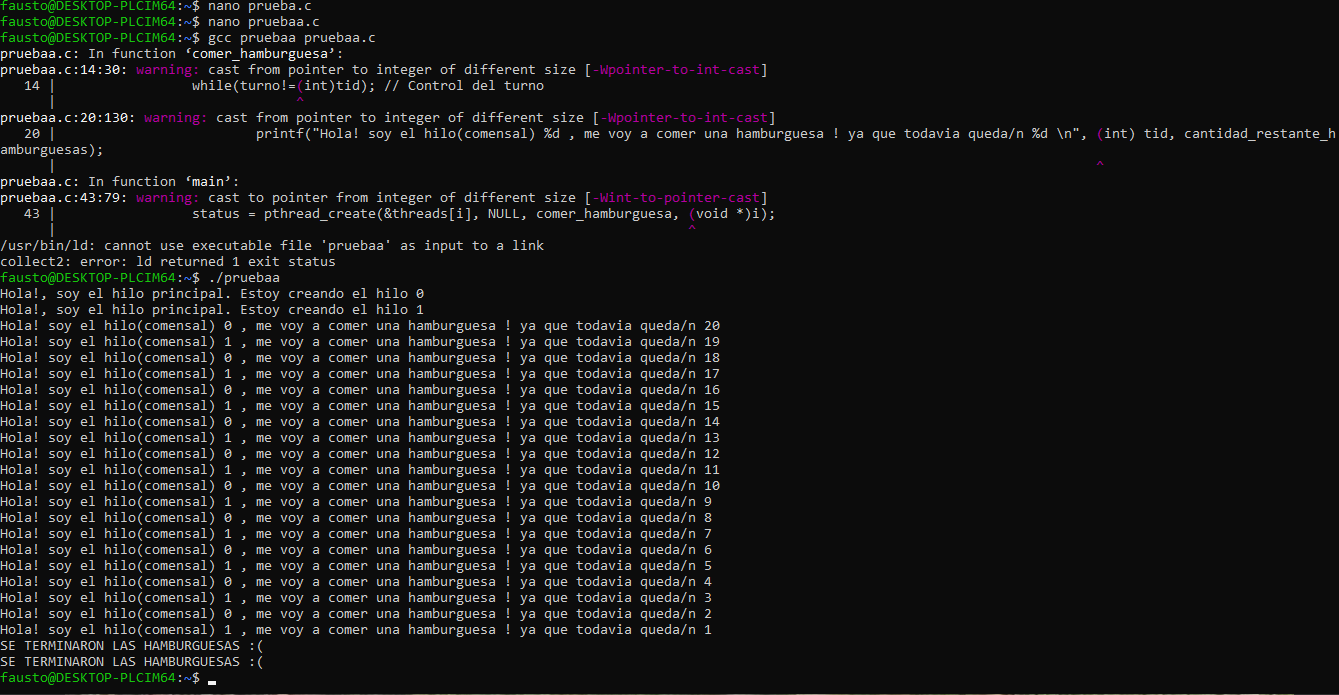 fausto@DESKTOP-PLCIM64:~$ nano prueba.c
fausto@DESKTOP-PLCIM64:~$ nano pruebaa.c
fausto@DESKTOP-PLCIM64:~$ gcc pruebaa pruebaa.c
pruebaa.c: In function ‘comer_hamburguesa’:
pruebaa.c:14:30: warning: cast from pointer to integer of different size [-Wpointer-to-int-cast]
   14 |                 while(turno!=(int)tid); // Control del turno
      |                              ^
pruebaa.c:20:130: warning: cast from pointer to integer of different size [-Wpointer-to-int-cast]
   20 |                         printf("Hola! soy el hilo(comensal) %d , me voy a comer una hamburguesa ! ya que todavia queda/n %d \n", (int) tid, cantidad_restante_h
amburguesas);
      |                                                                                                                                  ^
pruebaa.c: In function ‘main’:
pruebaa.c:43:79: warning: cast to pointer from integer of different size [-Wint-to-pointer-cast]
   43 |                 status = pthread_create(&threads[i], NULL, comer_hamburguesa, (void *)i);
      |                                                                               ^
/usr/bin/ld: cannot use executable file 'pruebaa' as input to a link
collect2: error: ld returned 1 exit status
fausto@DESKTOP-PLCIM64:~$ ./pruebaa
Hola!, soy el hilo principal. Estoy creando el hilo 0
Hola!, soy el hilo principal. Estoy creando el hilo 1
Hola! soy el hilo(comensal) 0 , me voy a comer una hamburguesa ! ya que todavia queda/n 20
Hola! soy el hilo(comensal) 1 , me voy a comer una hamburguesa ! ya que todavia queda/n 19
Hola! soy el hilo(comensal) 0 , me voy a comer una hamburguesa ! ya que todavia queda/n 18
Hola! soy el hilo(comensal) 1 , me voy a comer una hamburguesa ! ya que todavia queda/n 17
Hola! soy el hilo(comensal) 0 , me voy a comer una hamburguesa ! ya que todavia queda/n 16
Hola! soy el hilo(comensal) 1 , me voy a comer una hamburguesa ! ya que todavia queda/n 15
Hola! soy el hilo(comensal) 0 , me voy a comer una hamburguesa ! ya que todavia queda/n 14
Hola! soy el hilo(comensal) 1 , me voy a comer una hamburguesa ! ya que todavia queda/n 13
Hola! soy el hilo(comensal) 0 , me voy a comer una hamburguesa ! ya que todavia queda/n 12
Hola! soy el hilo(comensal) 1 , me voy a comer una hamburguesa ! ya que todavia queda/n 11
Hola! soy el hilo(comensal) 0 , me voy a comer una hamburguesa ! ya que todavia queda/n 10
Hola! soy el hilo(comensal) 1 , me voy a comer una hamburguesa ! ya que todavia queda/n 9
Hola! soy el hilo(comensal) 0 , me voy a comer una hamburguesa ! ya que todavia queda/n 8
Hola! soy el hilo(comensal) 1 , me voy a comer una hamburguesa ! ya que todavia queda/n 7
Hola! soy el hilo(comensal) 0 , me voy a comer una hamburguesa ! ya que todavia queda/n 6
Hola! soy el hilo(comensal) 1 , me voy a comer una hamburguesa ! ya que todavia queda/n 5
Hola! soy el hilo(comensal) 0 , me voy a comer una hamburguesa ! ya que todavia queda/n 4
Hola! soy el hilo(comensal) 1 , me voy a comer una hamburguesa ! ya que todavia queda/n 3
Hola! soy el hilo(comensal) 0 , me voy a comer una hamburguesa ! ya que todavia queda/n 2
Hola! soy el hilo(comensal) 1 , me voy a comer una hamburguesa ! ya que todavia queda/n 1
SE TERMINARON LAS HAMBURGUESAS :(
SE TERMINARON LAS HAMBURGUESAS :(
fausto@DESKTOP-PLCIM64:~$